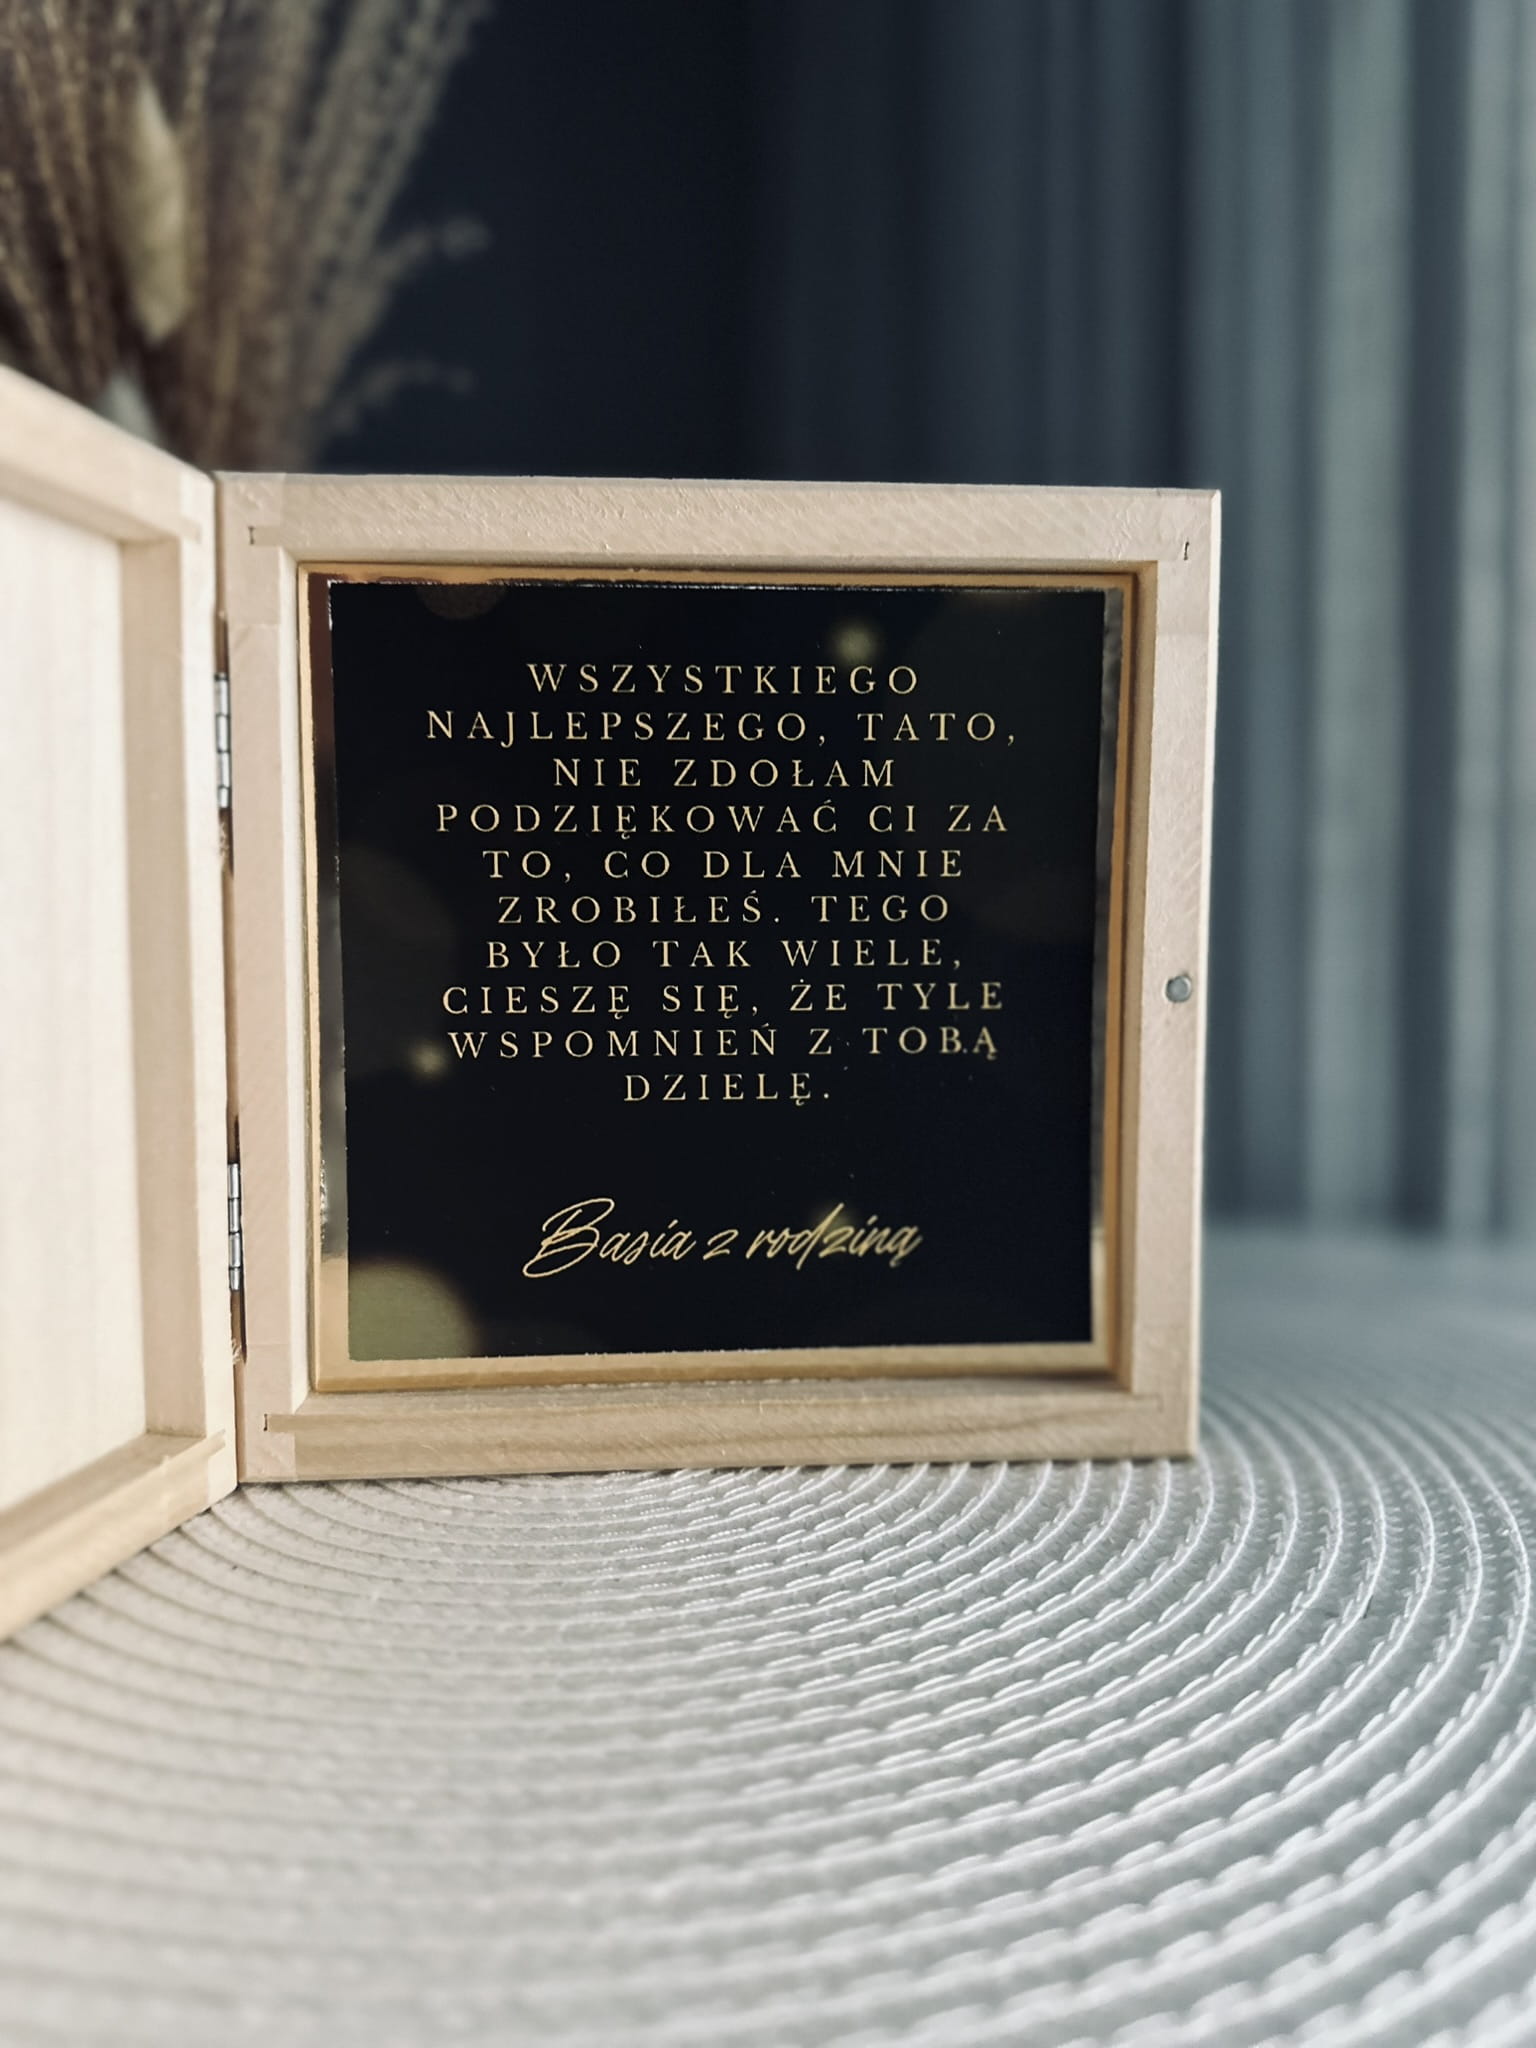 WSZYSTKIEGO
NAJLEPSZEGO, TATO,
NIE ZDOŁAM
PODZIĘKOWAĆ CI ZA
TO, CO DLA MNIE
ZROBIŁEŚ. TEGO
BYŁO TAK WIELE,
CIESZĘ SIĘ, ŻE TYLE
WSPOMNIEŃ Z TOBĄ
DZIELĘ.
Basia z rodziną